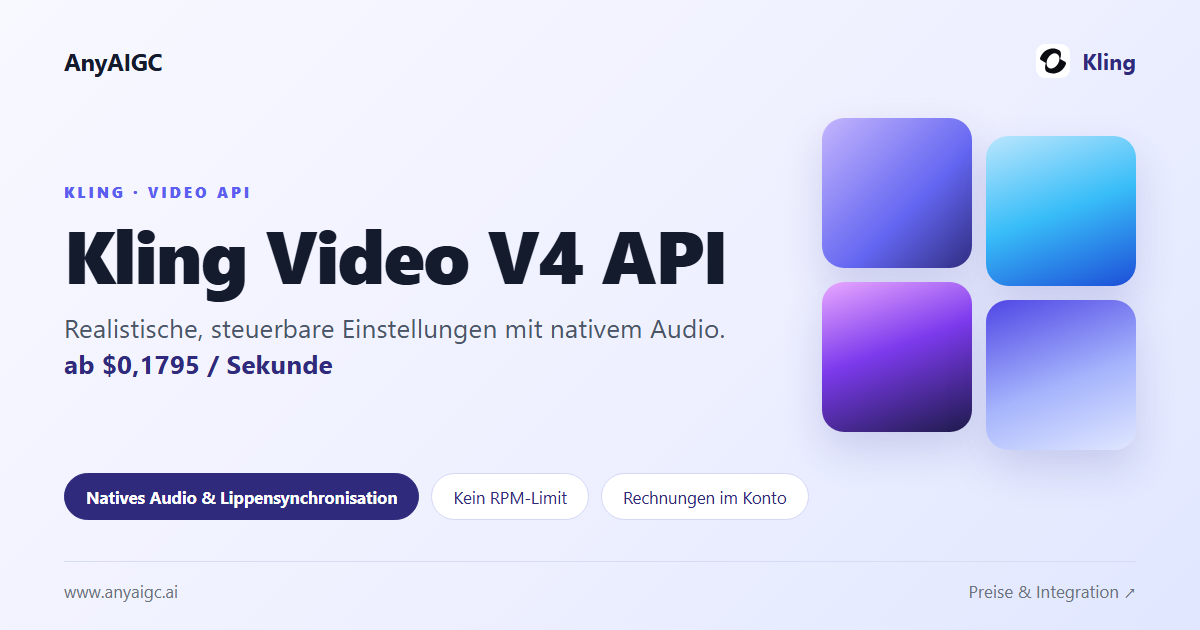 AnyAIGC
Kling
KLING · VIDEO API
Kling Video V4 API
Realistische, steuerbare Einstellungen mit nativem Audio.
ab $0,1795 / Sekunde
Natives Audio & Lippensynchronisation
Kein RPM-Limit
Rechnungen im Konto
www.anyaigc.ai
Preise & Integration ↗